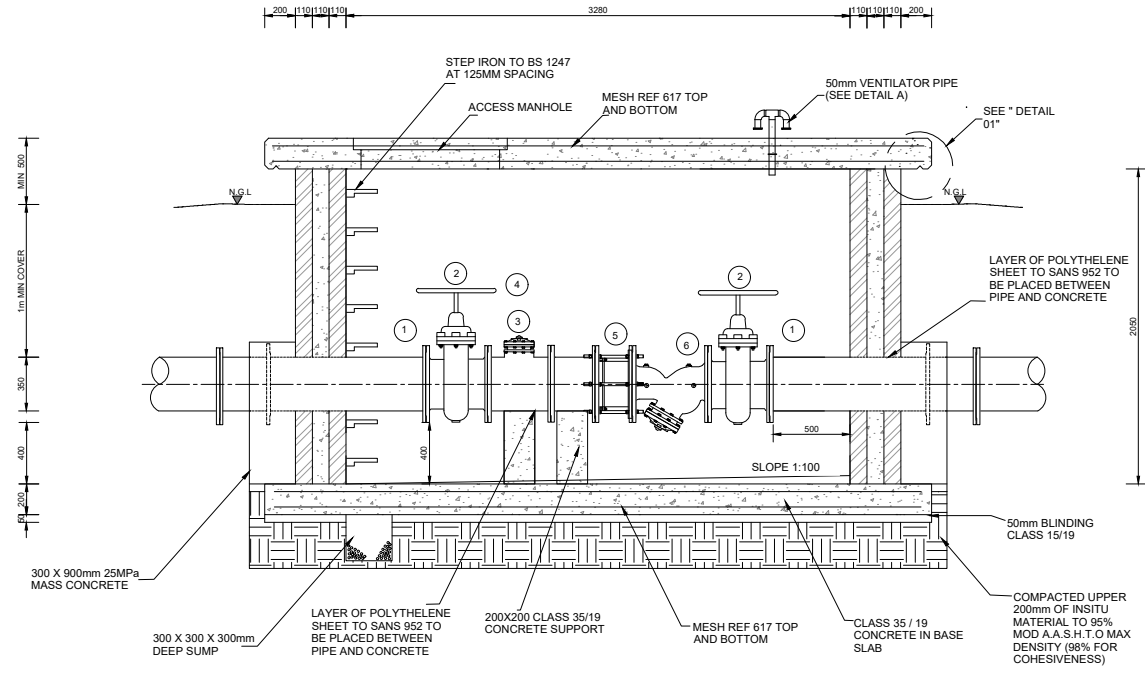 200 110 110 110 3280 110 110 110 200
STEP IRON TO BS 1247
AT 125MM SPACING
ACCESS MANHOLE
MESH REF 617 TOP
AND BOTTOM
50mm VENTILATOR PIPE
(SEE DETAIL A)
SEE " DETAIL
01"
MIN 500
N.G.L
N.G.L
1m MIN COVER
LAYER OF POLYTHELENE
SHEET TO SANS 952 TO
BE PLACED BETWEEN
PIPE AND CONCRETE
2050
1
2
4
3
5
6
2
1
350
400
400
500
SLOPE 1:100
200
50
50mm BLINDING
CLASS 15/19
300 X 900mm 25MPa
MASS CONCRETE
300 X 300 X 300mm
DEEP SUMP
LAYER OF POLYTHELENE
SHEET TO SANS 952 TO
BE PLACED BETWEEN
PIPE AND CONCRETE
200X200 CLASS 35/19
CONCRETE SUPPORT
MESH REF 617 TOP
AND BOTTOM
CLASS 35 / 19
CONCRETE IN BASE
SLAB
COMPACTED UPPER
200mm OF INSITU
MATERIAL TO 95%
MOD A.A.S.H.T.O MAX
DENSITY (98% FOR
COHESIVENESS)